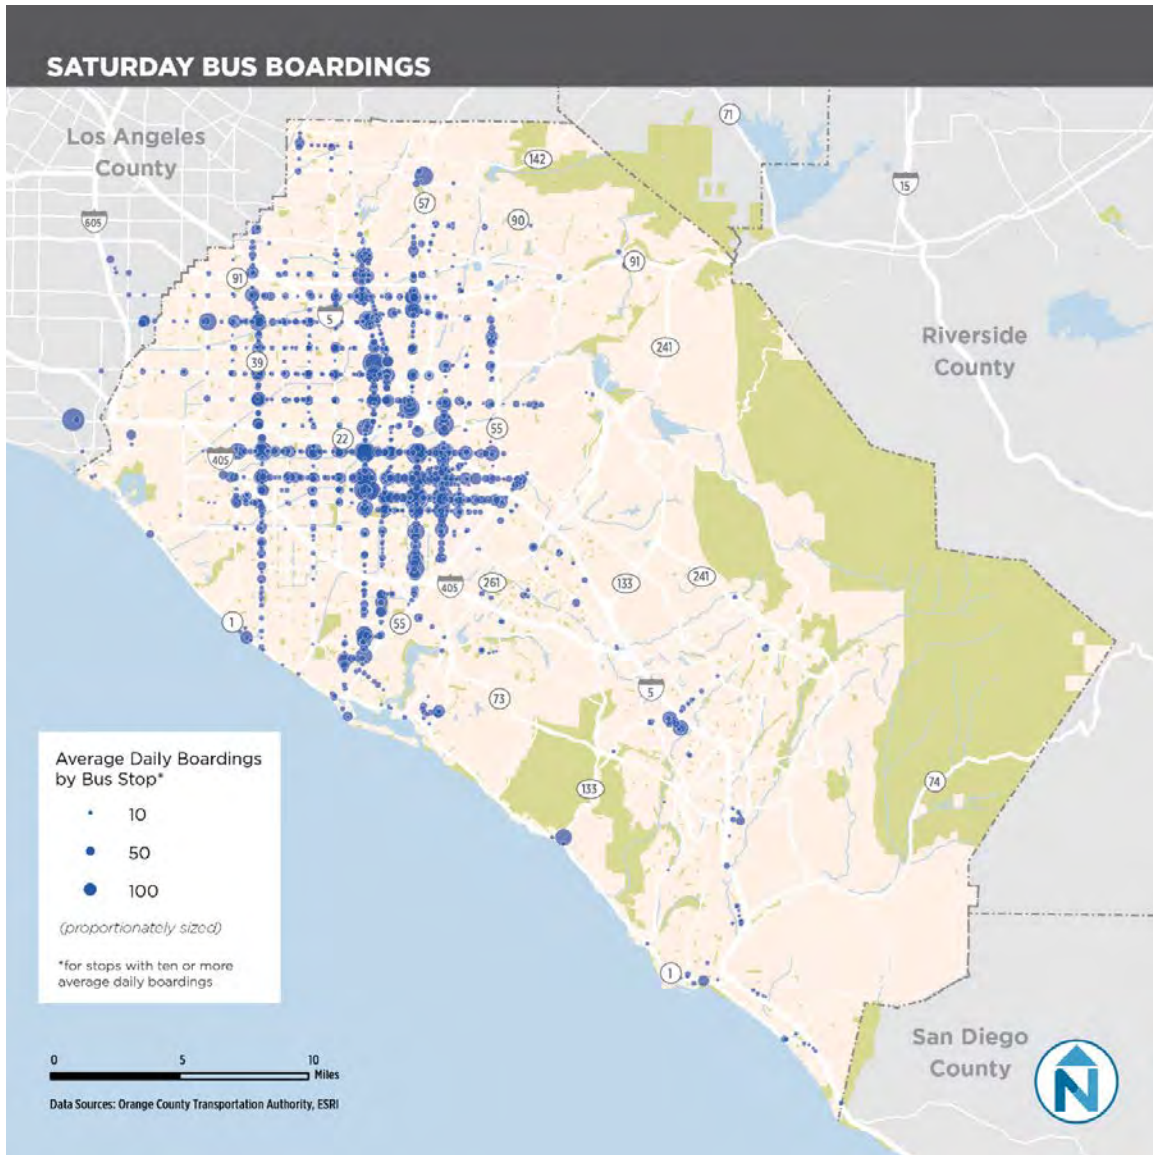 SATURDAY BUS BOARDINGS
Los Angeles
County
71
142
15
605
57
90
91
91
5
Riverside
County
241
39
22
55
405
261
405
133
241
1
55
5
73
133
74
1
Average Daily Boardings
by Bus Stop*
10
50
100
(proportionately sized)
*for stops with ten or more
average daily boardings
San Diego
County
0 5 10
Miles
N
Data Sources: Orange County Transportation Authority, ESRI